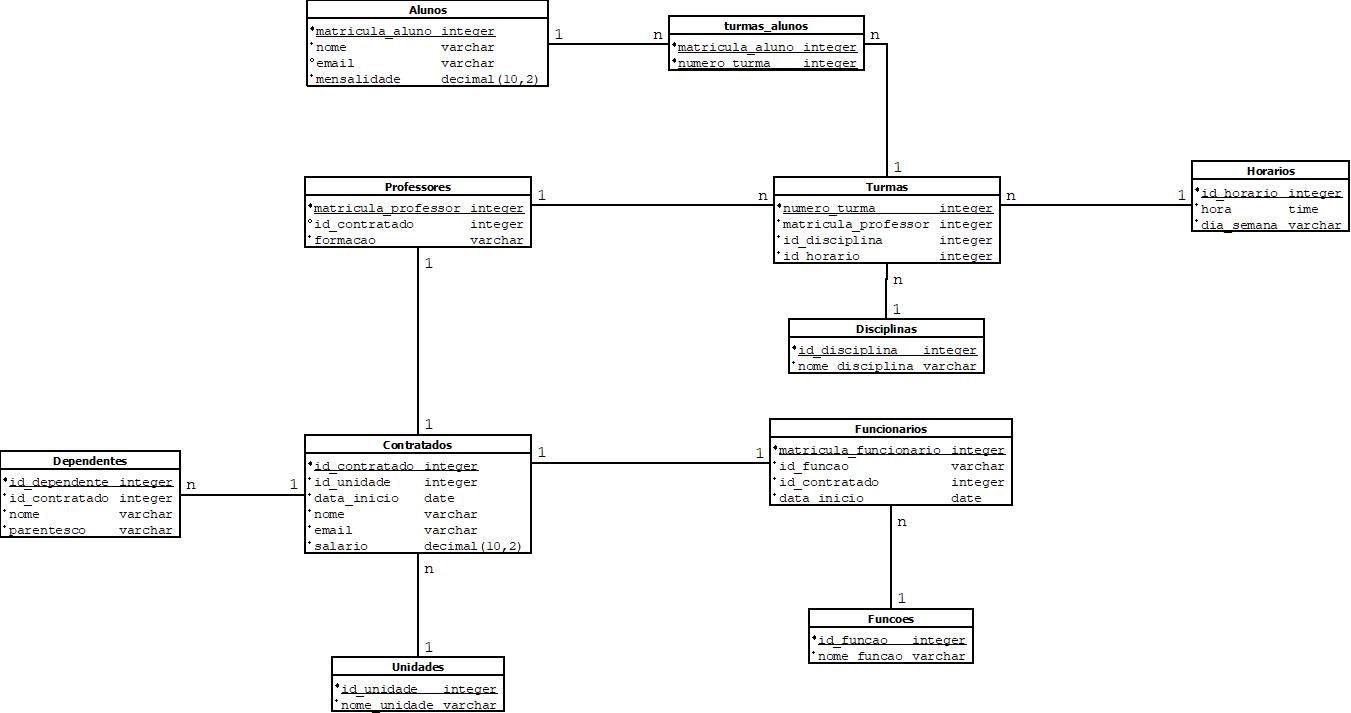 Alunos
matricula_aluno integer
nome varchar
email varchar
mensalidade decimal(10,2)
1
n
turmas_alunos
matricula_aluno integer
numero_turma integer
n
1
Professores
matricula_professor integer
id_contratado integer
formacao varchar
1
n
Turmas
numero_turma integer
matricula_professor integer
id_disciplina integer
id_horario integer
n
1
Horarios
id_horario integer
hora time
dia_semana varchar
n
1
Disciplinas
id_disciplina integer
nome_disciplina varchar
1
1
Dependentes
id_dependente integer
id_contratado integer
nome varchar
parentesco varchar
n
1
Contratados
id_contratado integer
id_unidade integer
data_inicio date
nome varchar
email varchar
salario decimal(10,2)
1
1
Funcionarios
matricula_funcionario integer
id_funcao varchar
id_contratado integer
data_inicio date
n
1
Funcoes
id_funcao integer
nome_funcao varchar
n
1
Unidades
id_unidade integer
nome_unidade varchar